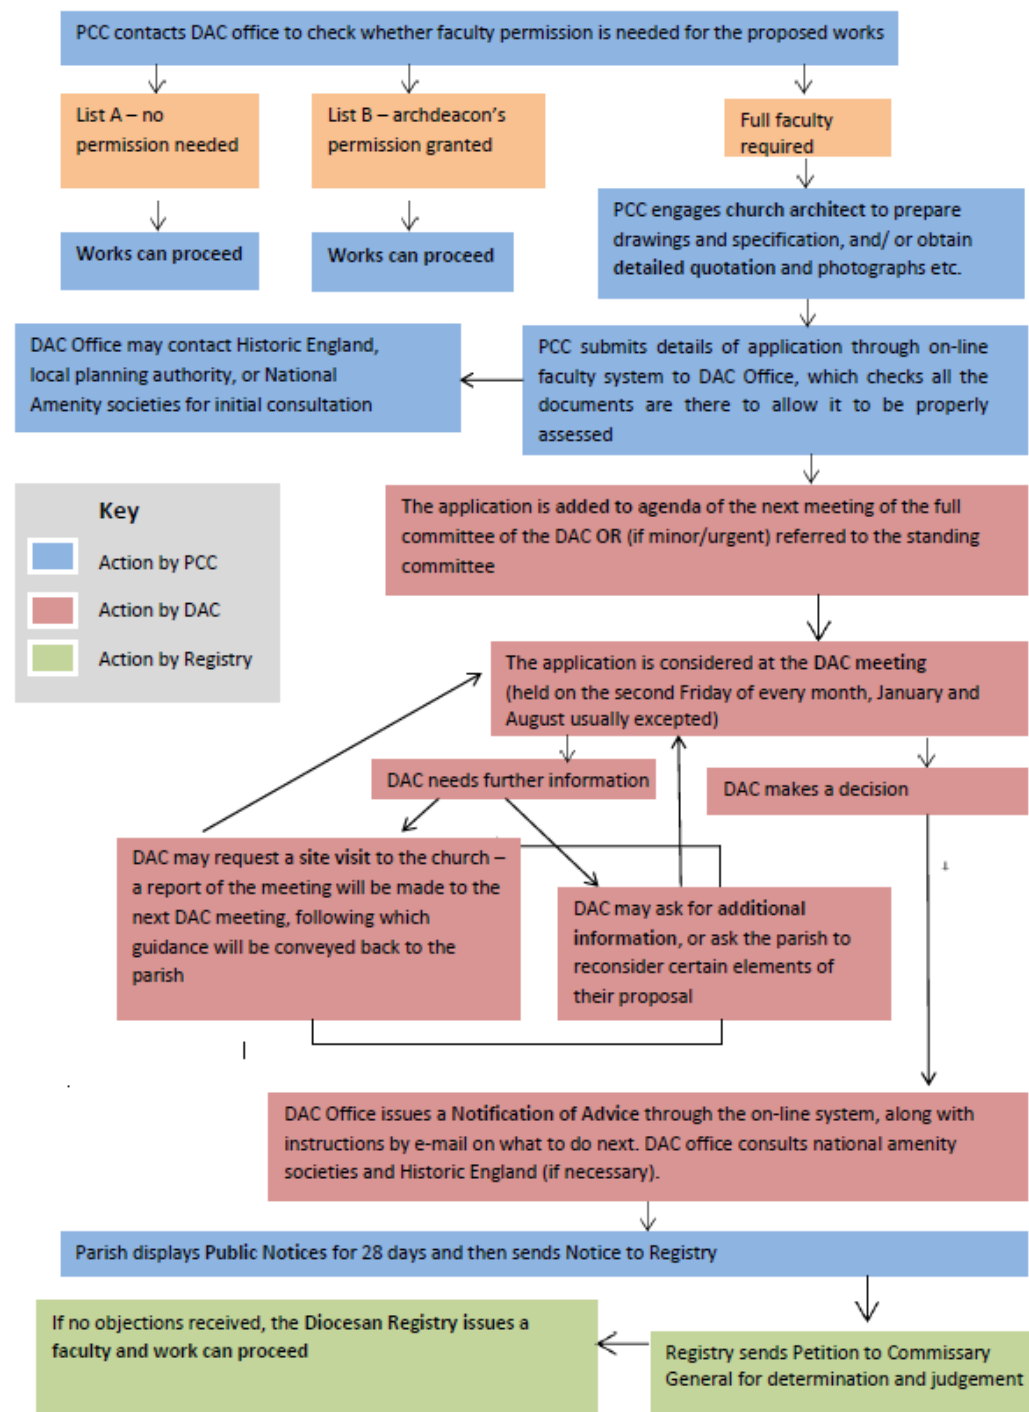 PCC contacts DAC office to check whether faculty permission is needed for the proposed works
List A – no
permission needed
List B – archdeacon's
permission granted
Full faculty
required
Works can proceed
Works can proceed
PCC engages church architect to prepare
drawings and specification, and/ or obtain
detailed quotation and photographs etc.
DAC Office may contact Historic England,
local planning authority, or National
Amenity societies for initial consultation
PCC submits details of application through on-line
faculty system to DAC Office, which checks all the
documents are there to allow it to be properly
assessed
Key
Action by PCC
Action by DAC
Action by Registry
The application is added to agenda of the next meeting of the full
committee of the DAC OR (if minor/urgent) referred to the standing
committee
The application is considered at the DAC meeting
(held on the second Friday of every month, January and
August usually excepted)
DAC needs further information
DAC makes a decision
DAC may request a site visit to the church –
a report of the meeting will be made to the
next DAC meeting, following which
guidance will be conveyed back to the
parish
DAC may ask for additional
information, or ask the parish to
reconsider certain elements of
their proposal
DAC Office issues a Notification of Advice through the on-line system, along with
instructions by e-mail on what to do next. DAC office consults national amenity
societies and Historic England (if necessary).
Parish displays Public Notices for 28 days and then sends Notice to Registry
If no objections received, the Diocesan Registry issues a
faculty and work can proceed
Registry sends Petition to Commissary
General for determination and judgement